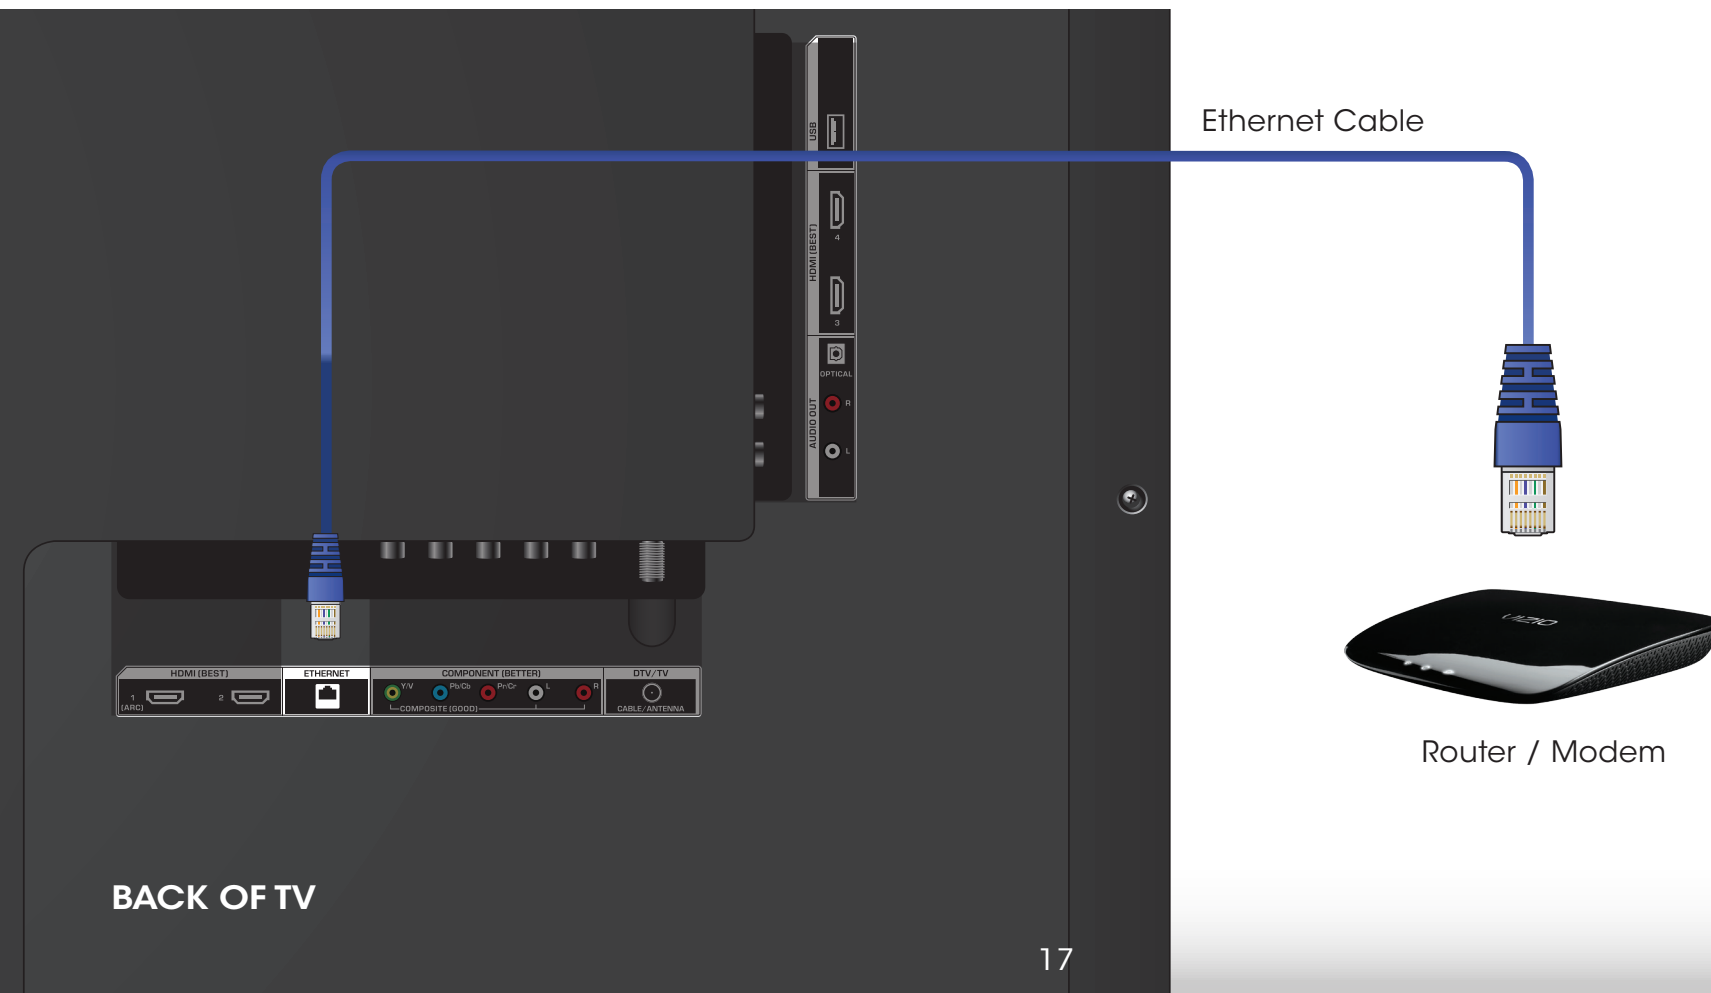 Ethernet Cable
USB
HDMI (BEST)
4
3
OPTICAL
AUDIO OUT
R
L
VIZIO
Router / Modem
HDMI (BEST)
1
(ARC)
2
ETHERNET
COMPONENT (BETTER)
Y/V
Pb/Cb
Pr/Cr
L
R
COMPOSITE (GOOD)
DTV/TV
CABLE/ANTENNA
BACK OF TV
17